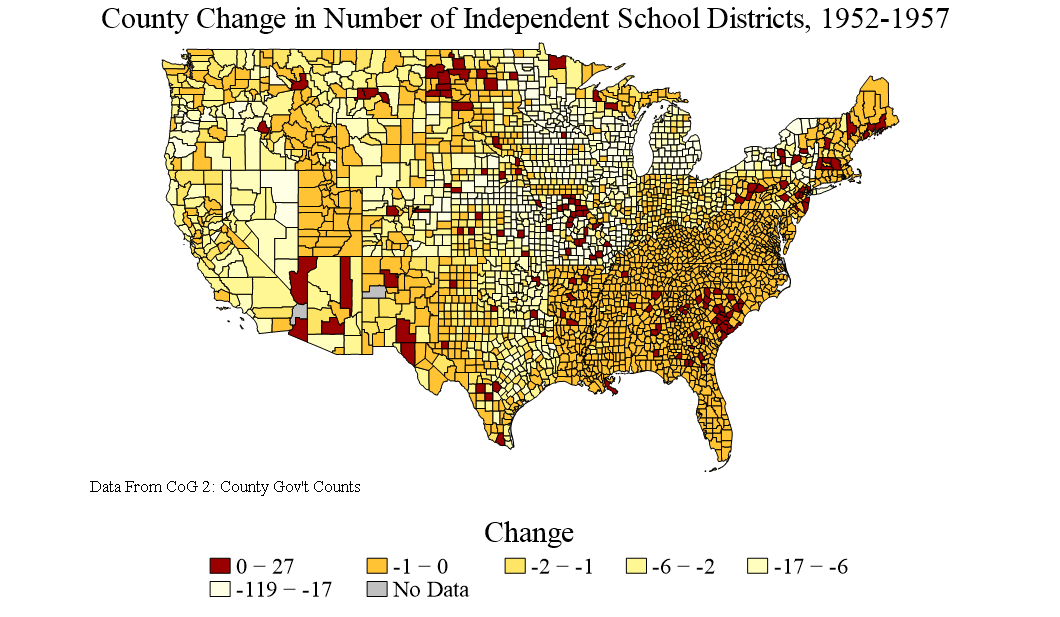 County Change in Number of Independent School Districts, 1952-1957
Data From CoG 2: County Gov't Counts
Change
0 − 27 -1 − 0 -2 − -1 -6 − -2 -17 − -6
-119 − -17 No Data